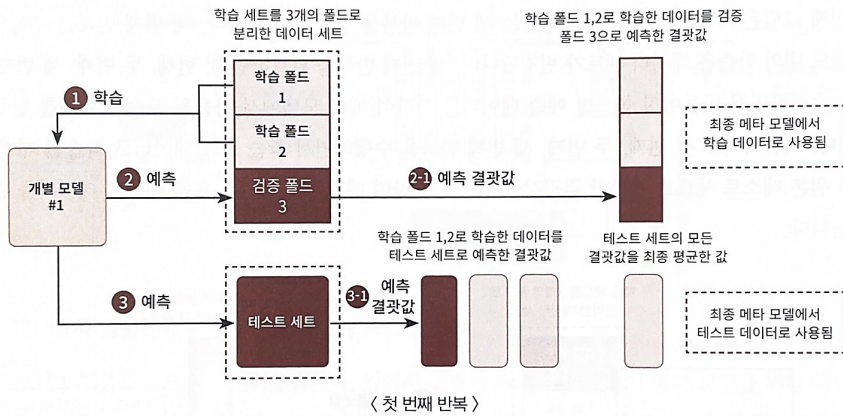 학습 세트를 3개의 폴드로
분리한 데이터 세트
학습 폴드 1,2로 학습한 데이터를 검증
폴드 3으로 예측한 결괏값
1 학습
학습 폴드
1
학습 폴드
2
최종 메타 모델에서
학습 데이터로 사용됨
개별 모델
#1
2 예측
검증 폴드
3
2-1 예측 결괏값
학습 폴드 1,2로 학습한 데이터를
테스트 세트로 예측한 결괏값
테스트 세트의 모든
결괏값을 최종 평균한 값
3 예측
테스트 세트
3-1 예측
결괏값
최종 메타 모델에서
테스트 데이터로 사용됨
〈 첫 번째 반복 〉